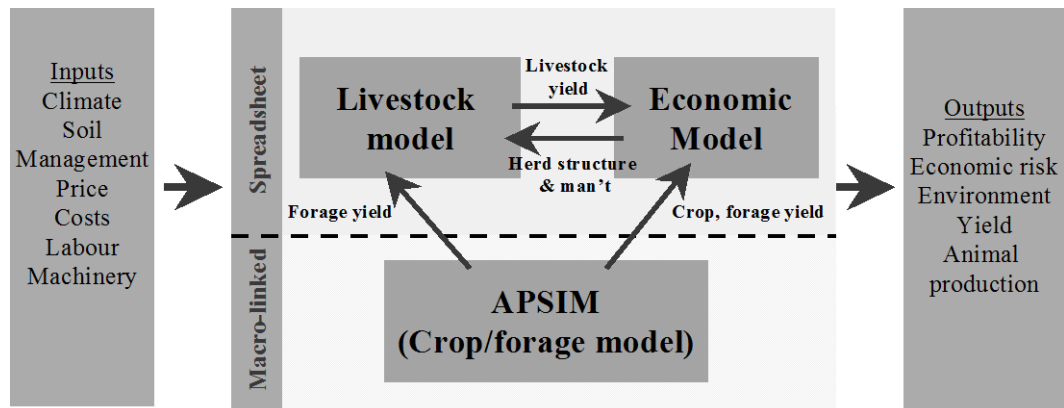 Inputs
Climate
Soil
Management
Price
Costs
Labour
Machinery
Spreadsheet
Macro-linked
Livestock
model
Livestock
yield
Herd structure
& man't
Economic
Model
Forage yield
Crop, forage yield
APSIM
(Crop/forage model)
Outputs
Profitability
Economic risk
Environment
Yield
Animal
production